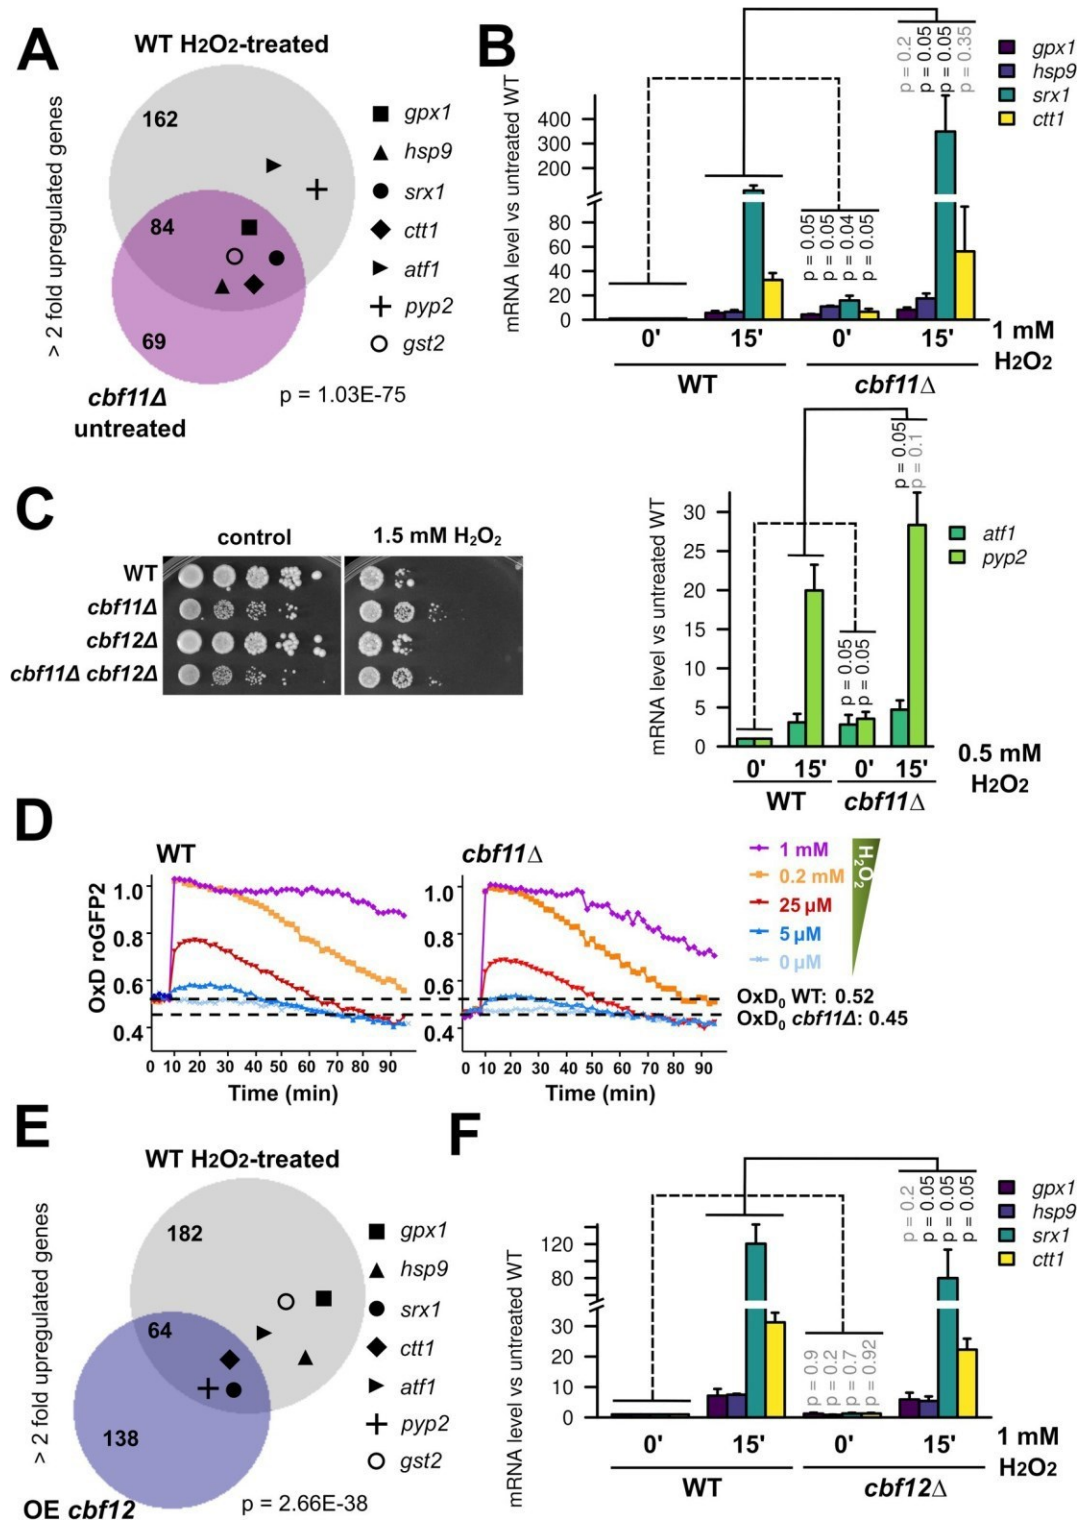 A
WT H2O2-treated
> 2 fold upregulated genes
162
84
69
cbf11Δ
untreated
p = 1.03E-75
gpx1
hsp9
srx1
ctt1
atf1
pyp2
gst2
B
mRNA level vs untreated WT
400
200
80
60
40
20
0
p = 0.05
p = 0.05
p = 0.04
p = 0.05
p = 0.2
p = 0.05
p = 0.05
p = 0.35
gpx1
hsp9
srx1
ctt1
0'
15'
0'
15'
1 mM
H2O2
WT
cbf11Δ
mRNA level vs untreated WT
30
25
20
15
10
5
0
p = 0.05
p = 0.05
p = 0.05
p = 0.1
atf1
pyp2
0'
15'
0'
15'
0.5 mM
H2O2
WT
cbf11Δ
C
control
1.5 mM H2O2
WT
cbf11Δ
cbf12Δ
cbf11Δ cbf12Δ
D
WT
cbf11Δ
OxD roGFP2
1.0
0.8
0.6
0.4
1.0
0.8
0.6
0.4
0 10 20 30 40 50 60 70 80 90
0 10 20 30 40 50 60 70 80 90
Time (min)
Time (min)
1 mM
0.2 mM
25 µM
5 µM
0 µM
H2O2
OxD0 WT: 0.52
OxD0 cbf11Δ: 0.45
E
WT H2O2-treated
> 2 fold upregulated genes
182
64
138
OE cbf12
p = 2.66E-38
gpx1
hsp9
srx1
ctt1
atf1
pyp2
gst2
F
mRNA level vs untreated WT
120
80
30
20
10
0
p = 0.9
p = 0.2
p = 0.7
p = 0.92
p = 0.2
p = 0.05
p = 0.05
p = 0.05
gpx1
hsp9
srx1
ctt1
0'
15'
0'
15'
1 mM
H2O2
WT
cbf12Δ